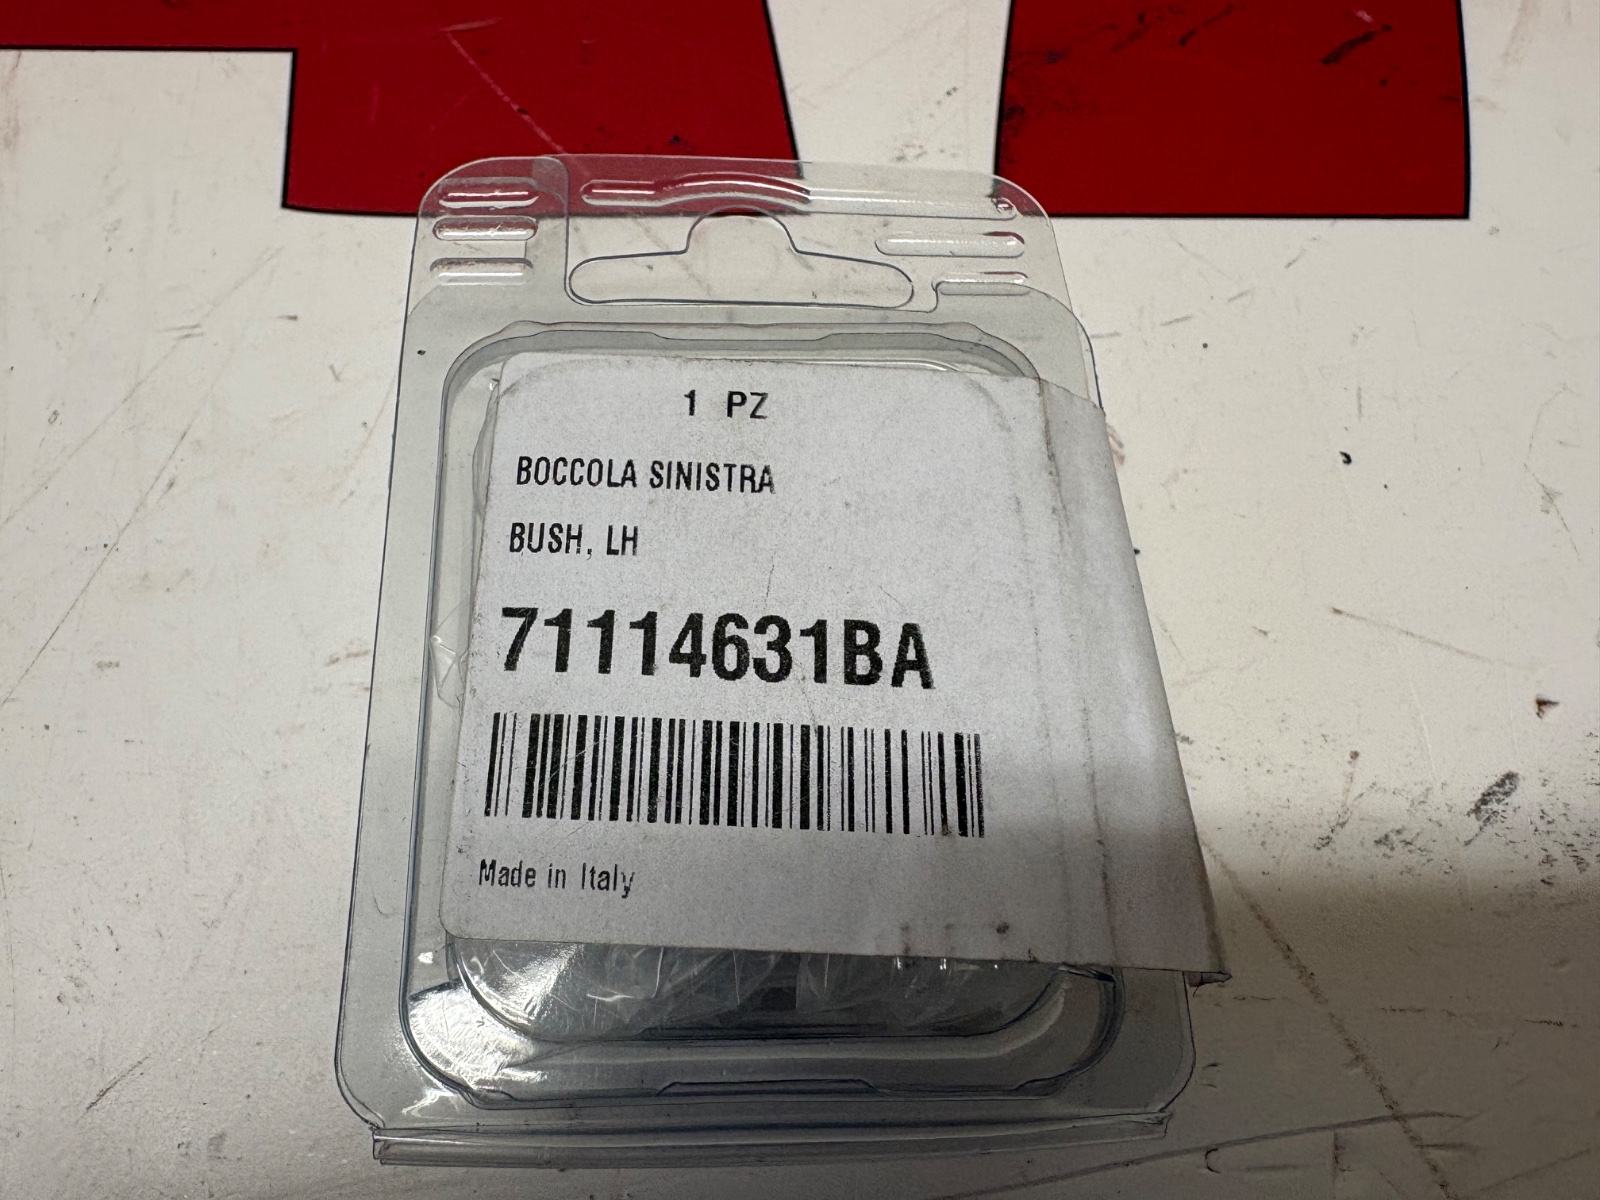 1 PZ
BOCCOLA SINISTRA
BUSH, LH
71114631BA
Made in Italy